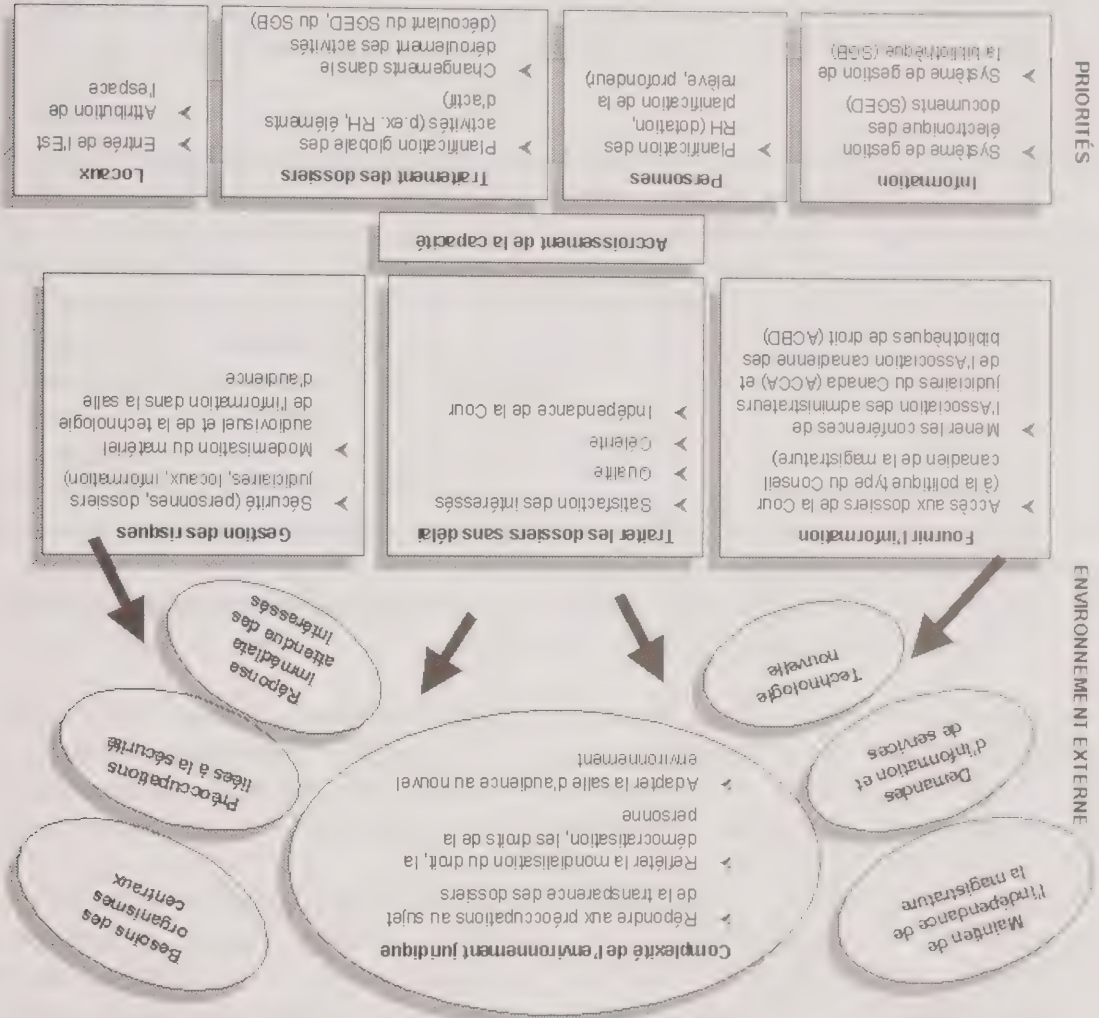 ENVIRONNEMENT EXTERNE
Maintien de
l'indépendance de
la magistrature
Demandes
d'information et
de services
Technologie
nouvelle
Complexité de l'environnement juridique
➤ Répondre aux préoccupations au sujet
de la transparence des dossiers
➤ Refléter la mondialisation du droit, la
démocratisation, les droits de la
personne
➤ Adapter la salle d'audience au nouvel
environnement
Besoins des
organismes
centraux
Préoccupations
liées à la sécurité
Réponse
immédiate
attendue des
intéressés
Fournir l'information
➤ Accès aux dossiers de la Cour
(à la politique type du Conseil
canadien de la magistrature)
➤ Mener les conférences de
l'Association des administrateurs
judiciaires du Canada (ACCA) et
de l'Association canadienne des
bibliothèques de droit (ACBD)
Traiter les dossiers sans délai
➤ Satisfaction des intéressés
➤ Qualité
➤ Célérité
➤ Indépendance de la Cour
Gestion des risques
➤ Sécurité (personnes, dossiers
judiciaires, locaux, information)
➤ Modernisation du matériel
audiovisuel et de la technologie
de l'information dans la salle
d'audience
Accroissement de la capacité
PRIORITÉS
Information
➤ Système de gestion
électronique des
documents (SGED)
➤ Système de gestion de
la bibliothèque (SGB)
Personnes
➤ Planification des
RH (dotation,
planification de la
relève, profondeur)
Traitement des dossiers
➤ Planification globale des
activités (p.ex. RH, éléments
d'actif)
➤ Changements dans le
déroulement des activités
(découlant du SGED, du SGB)
Locaux
➤ Entrée de l'Est
➤ Attribution de
l'espace